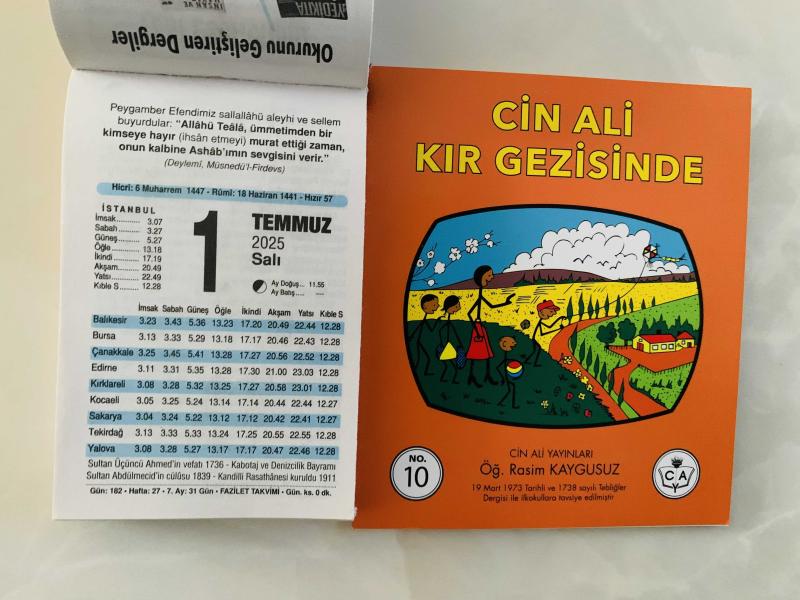 YEDİKITA
Okurunu Geliştiren Dergiler
Peygamber Efendimiz sallallâhü aleyhi ve sellem
buyurdular: "Allâhü Teâlâ, ümmetimden bir
kimseye hayır (ihsân etmeyi) murat ettiği zaman,
onun kalbine Ashâb'ımın sevgisini verir."
(Deylemî, Müsnedü'l-Firdevs)
Hicrî: 6 Muharrem 1447 - Rûmî: 18 Haziran 1441 - Hızır 57
İSTANBUL
İmsak........... 3.07
Sabah........... 3.27
Güneş........... 5.27
Öğle............ 13.18
İkindi.......... 17.19
Akşam.......... 20.49
Yatsı........... 22.49
Kıble S........ 12.28
1
TEMMUZ
2025
Salı
Ay Doğuş... 11.55
Ay Batış.... .....
İmsak Sabah Güneş Öğle İkindi Akşam Yatsı Kıble S
Balıkesir 3.23 3.43 5.36 13.23 17.20 20.49 22.44 12.28
Bursa 3.13 3.33 5.29 13.18 17.17 20.46 22.43 12.28
Çanakkale 3.25 3.45 5.41 13.28 17.27 20.56 22.52 12.28
Edirne 3.11 3.31 5.35 13.28 17.30 21.00 23.03 12.28
Kırklareli 3.08 3.28 5.32 13.25 17.27 20.58 23.01 12.28
Kocaeli 3.05 3.25 5.24 13.14 17.14 20.44 22.44 12.27
Sakarya 3.04 3.24 5.22 13.12 17.12 20.42 22.41 12.27
Tekirdağ 3.13 3.33 5.33 13.24 17.25 20.55 22.55 12.28
Yalova 3.08 3.28 5.27 13.17 17.17 20.47 22.46 12.28
Sultan Üçüncü Ahmed'in vefatı 1736 - Kabotaj ve Denizcilik Bayramı
Sultan Abdülmecid'in cülûsu 1839 - Kandilli Rasathânesi kuruldu 1911
Gün: 182 • Hafta: 27 • 7. Ay: 31 Gün • FAZİLET TAKVİMİ • Gün. ks. 0 dk.
CİN ALİ
KIR GEZİSİNDE
NO.
10
CİN ALİ YAYINLARI
Öğ. Rasim KAYGUSUZ
19 Mart 1973 Tarihli ve 1738 sayılı Tebliğler
Dergisi ile ilkokullara tavsiye edilmiştir
C A
Y